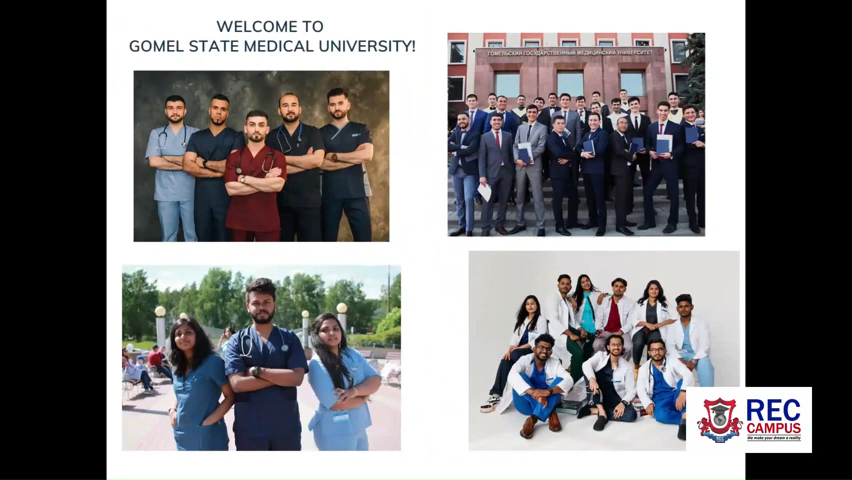 WELCOME TO
GOMEL STATE MEDICAL UNIVERSITY!
ГОМЕЛЬСКИЙ ГОСУДАРСТВЕННЫЙ МЕДИЦИНСКИЙ УНИВЕРСИТЕТ
REC
CAMPUS
We make your dream a reality